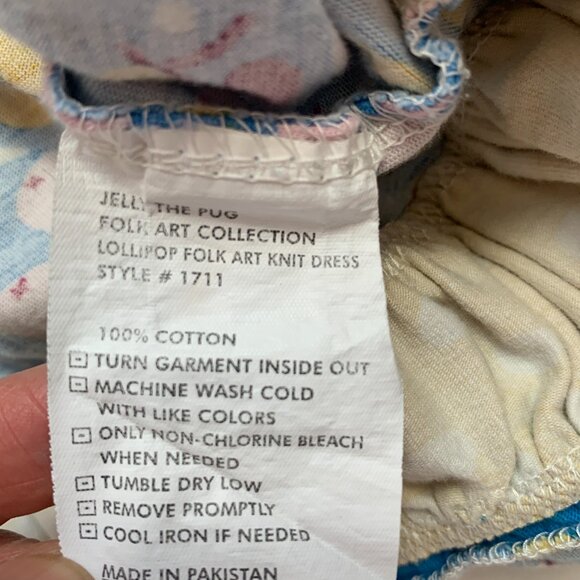 JELLY THE PUG
FOLK ART COLLECTION
LOLLIPOP FOLK ART KNIT DRESS
STYLE # 1711
100% COTTON
TURN GARMENT INSIDE OUT
MACHINE WASH COLD
WITH LIKE COLORS
ONLY NON-CHLORINE BLEACH
WHEN NEEDED
TUMBLE DRY LOW
REMOVE PROMPTLY
COOL IRON IF NEEDED
MADE IN PAKISTAN